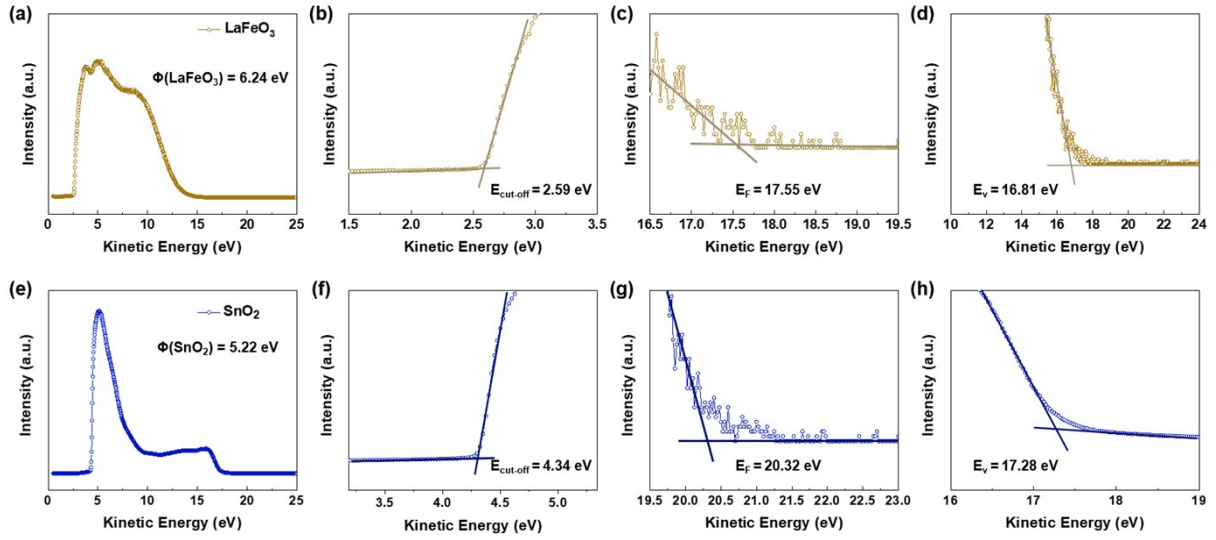 (a)
LaFeO₃
Φ(LaFeO₃) = 6.24 eV
Intensity (a.u.)
0 5 10 15 20 25
Kinetic Energy (eV)
(b)
Intensity (a.u.)
E_cut-off = 2.59 eV
1.5 2.0 2.5 3.0 3.5
Kinetic Energy (eV)
(c)
Intensity (a.u.)
E_F = 17.55 eV
16.5 17.0 17.5 18.0 18.5 19.0 19.5
Kinetic Energy (eV)
(d)
Intensity (a.u.)
E_v = 16.81 eV
10 12 14 16 18 20 22 24
Kinetic Energy (eV)
(e)
SnO₂
Φ(SnO₂) = 5.22 eV
Intensity (a.u.)
0 5 10 15 20 25
Kinetic Energy (eV)
(f)
Intensity (a.u.)
E_cut-off = 4.34 eV
3.5 4.0 4.5 5.0
Kinetic Energy (eV)
(g)
Intensity (a.u.)
E_F = 20.32 eV
19.5 20.0 20.5 21.0 21.5 22.0 22.5 23.0
Kinetic Energy (eV)
(h)
Intensity (a.u.)
E_v = 17.28 eV
16 17 18 19
Kinetic Energy (eV)